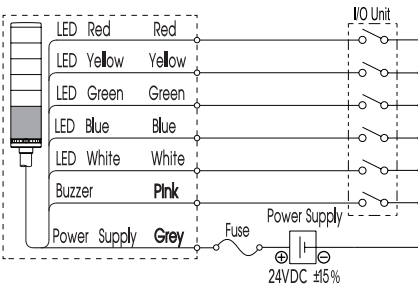 I/O Unit
LED Red Red
LED Yellow Yellow
LED Green Green
LED Blue Blue
LED White White
Buzzer Pink
Power Supply
Power Supply Grey Fuse
⊕ ⊖
24VDC ±15%